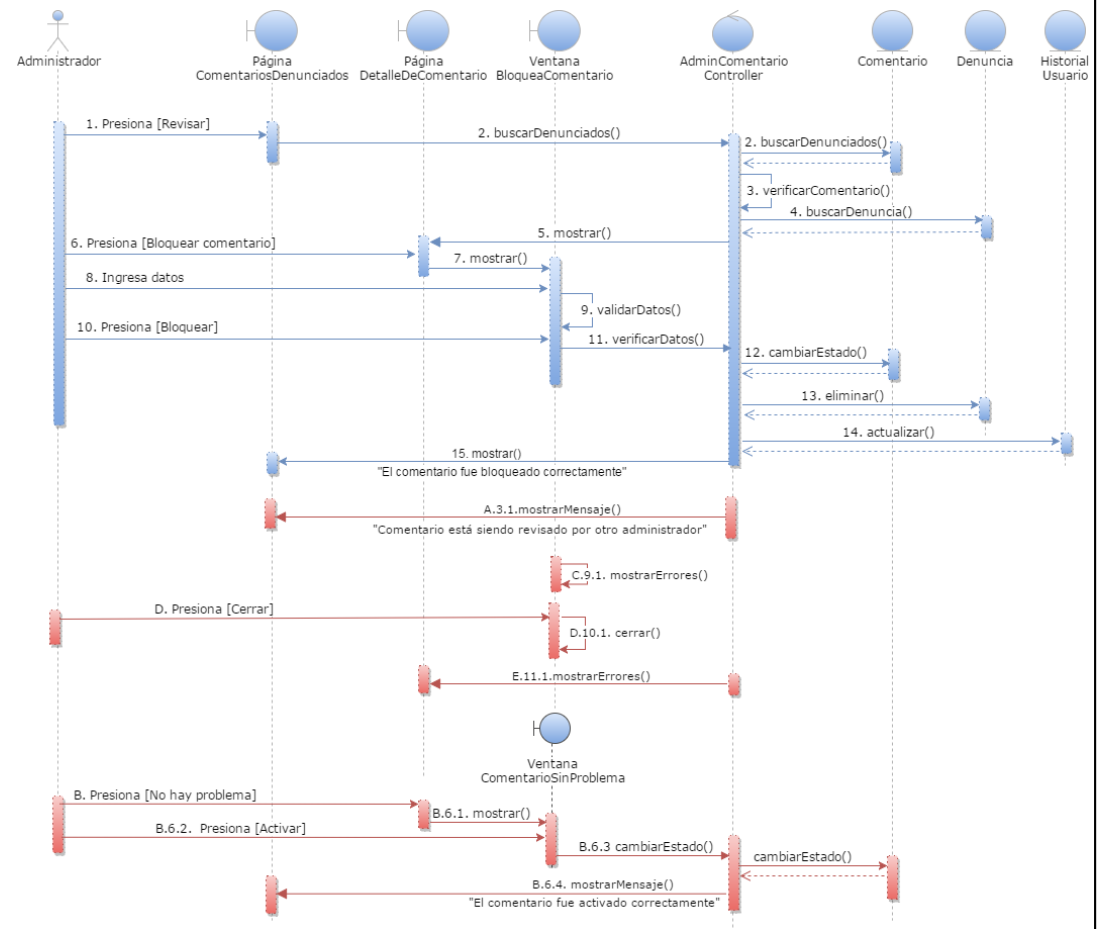 Administrador
Página
ComentariosDenunciados
Página
DetalleDeComentario
Ventana
BloqueaComentario
AdminComentario
Controller
Comentario
Denuncia
Historial
Usuario
1. Presiona [Revisar]
2. buscarDenunciados()
2. buscarDenunciados()
3. verificarComentario()
4. buscarDenuncia()
5. mostrar()
6. Presiona [Bloquear comentario]
7. mostrar()
8. Ingresa datos
9. validarDatos()
10. Presiona [Bloquear]
11. verificarDatos()
12. cambiarEstado()
13. eliminar()
14. actualizar()
15. mostrar()
"El comentario fue bloqueado correctamente"
A.3.1.mostrarMensaje()
"Comentario está siendo revisado por otro administrador"
C.9.1. mostrarErrores()
D. Presiona [Cerrar]
D.10.1. cerrar()
E.11.1.mostrarErrores()
Ventana
ComentarioSinProblema
B. Presiona [No hay problema]
B.6.1. mostrar()
B.6.2. Presiona [Activar]
B.6.3 cambiarEstado()
cambiarEstado()
B.6.4. mostrarMensaje()
"El comentario fue activado correctamente"